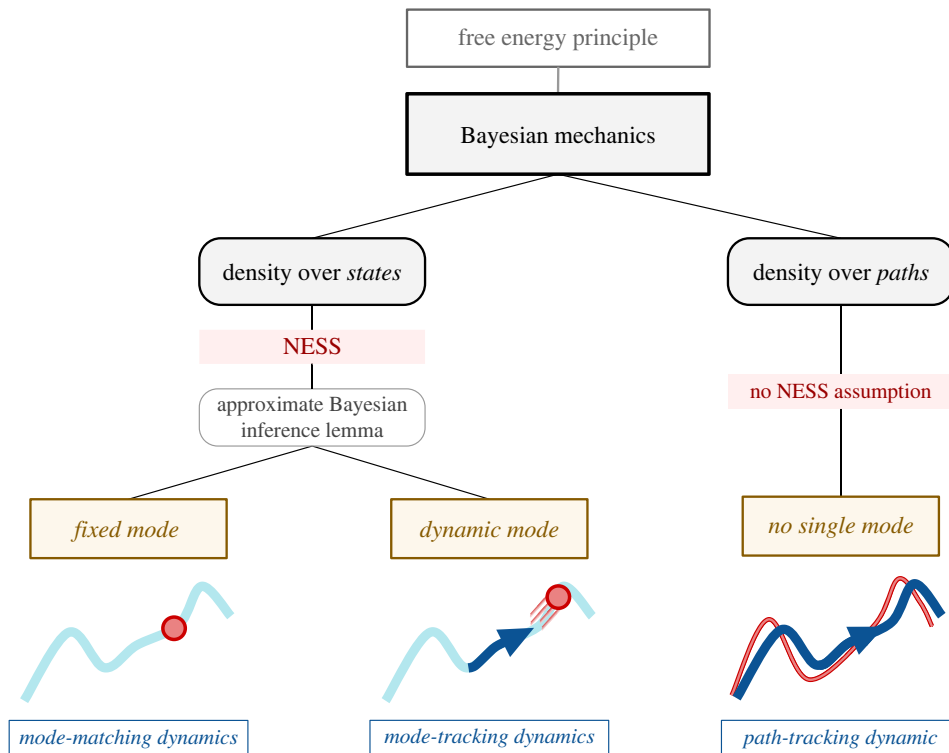 free energy principle
Bayesian mechanics
density over states
density over paths
NESS
no NESS assumption
approximate Bayesian
inference lemma
fixed mode
dynamic mode
no single mode
mode-matching dynamics
mode-tracking dynamics
path-tracking dynamic